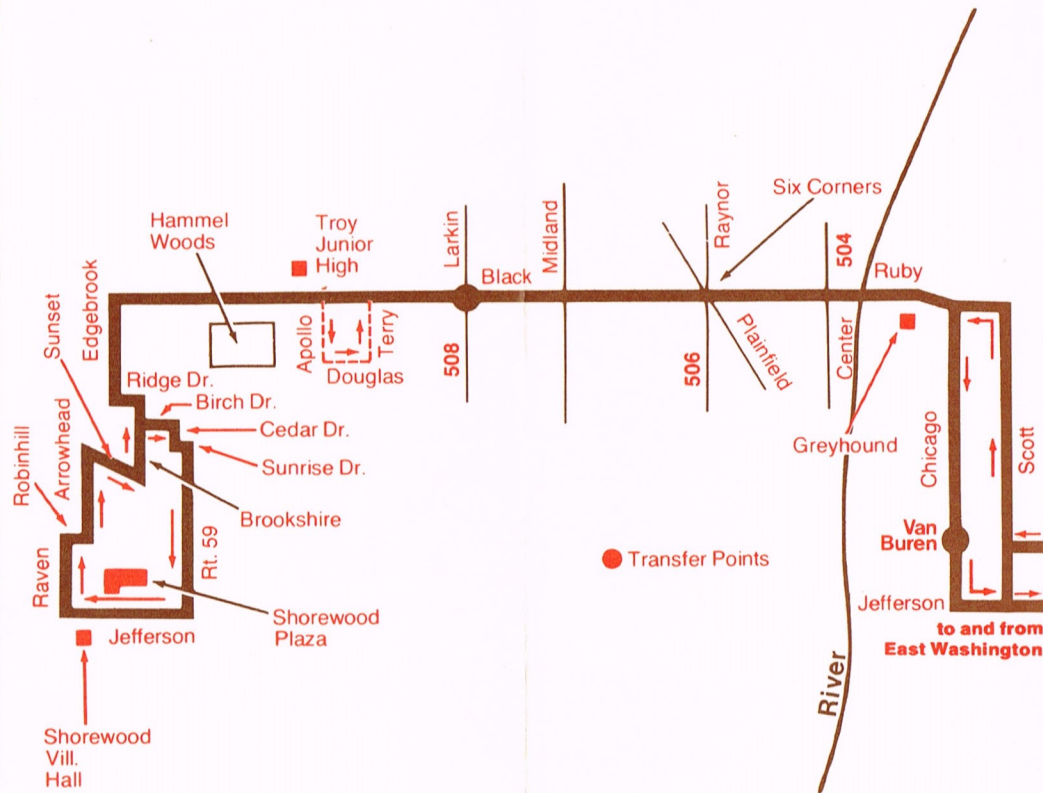 Six Corners
Hammel
Woods
Troy
Junior
High
Larkin
Midland
Raynor
504
Black
Ruby
Sunset
Edgebrook
Apollo
Terry
Douglas
508
506
Plainfield
Center
Ridge Dr.
Birch Dr.
Cedar Dr.
Sunrise Dr.
Greyhound
Robinhill
Arrowhead
Brookshire
Chicago
Scott
Raven
Rt. 59
Van
Buren
Transfer Points
Shorewood
Plaza
Jefferson
Jefferson
to and from
East Washington
River
Shorewood
Vill.
Hall